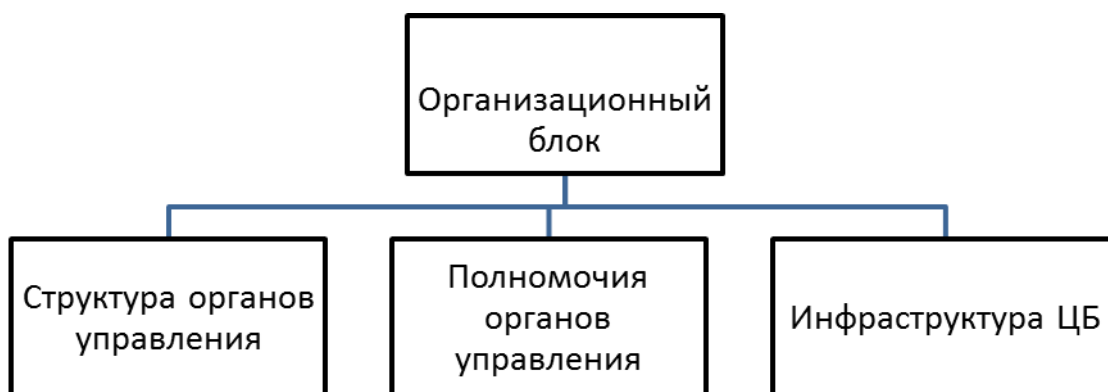 Организационный
блок
Структура органов
управления
Полномочия
органов
управления
Инфраструктура ЦБ